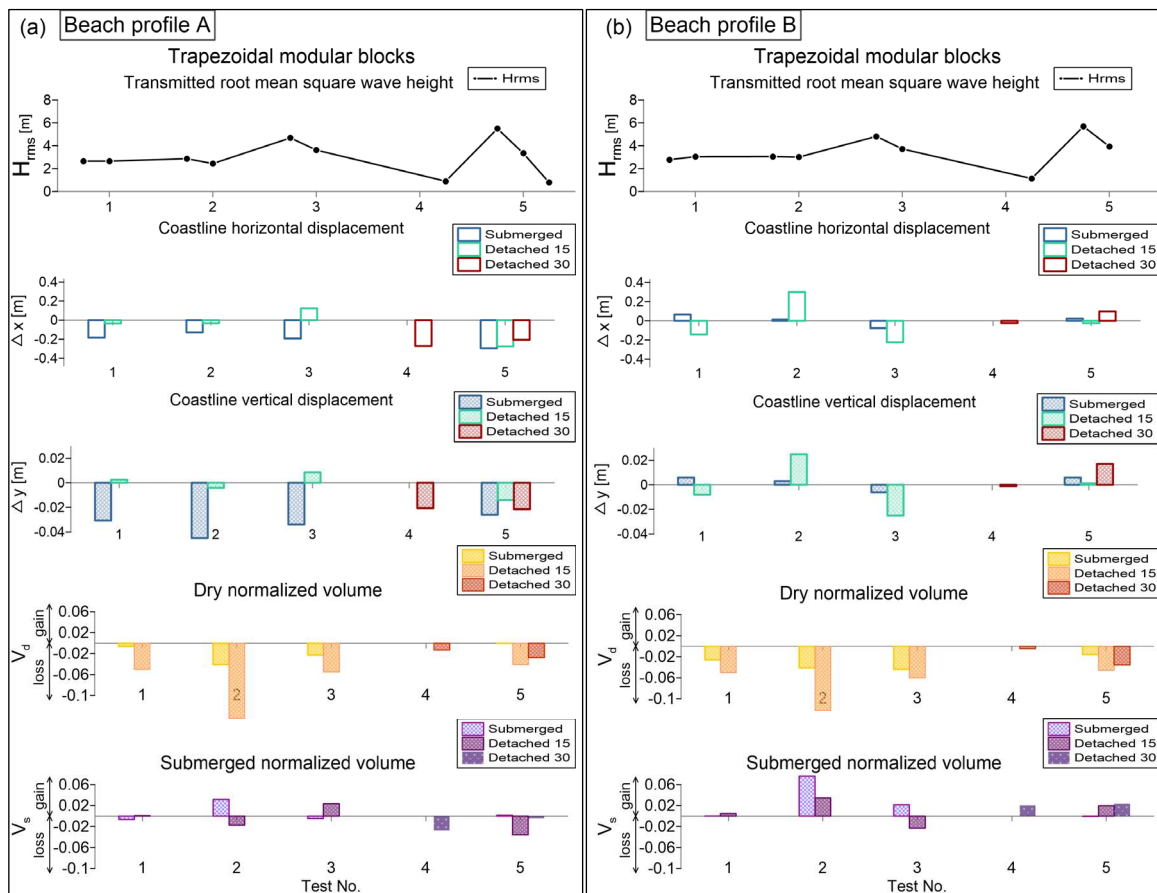 (a) Beach profile A
Trapezoidal modular blocks
Transmitted root mean square wave height
Hrms
Hrms [m]
8
6
4
2
0
1 2 3 4 5
Coastline horizontal displacement
Submerged
Detached 15
Detached 30
△ x [m]
0.4
0.2
0
-0.2
-0.4
1 2 3 4 5
Coastline vertical displacement
Submerged
Detached 15
Detached 30
△ y [m]
0.02
0
-0.02
-0.04
1 2 3 4 5
Submerged
Detached 15
Detached 30
Dry normalized volume
Vd
loss gain
0.06
0.02
-0.02
-0.06
-0.1
1 2 3 4 5
Submerged
Detached 15
Detached 30
Submerged normalized volume
Vs
loss gain
0.06
0.02
-0.02
-0.06
-0.1
1 2 3 4 5
Test No.
(b) Beach profile B
Trapezoidal modular blocks
Transmitted root mean square wave height
Hrms
Hrms [m]
8
6
4
2
0
1 2 3 4 5
Coastline horizontal displacement
Submerged
Detached 15
Detached 30
△ x [m]
0.4
0.2
0
-0.2
-0.4
1 2 3 4 5
Coastline vertical displacement
Submerged
Detached 15
Detached 30
△ y [m]
0.02
0
-0.02
-0.04
1 2 3 4 5
Submerged
Detached 15
Detached 30
Dry normalized volume
Vd
loss gain
0.06
0.02
-0.02
-0.06
-0.1
1 2 3 4 5
Submerged
Detached 15
Detached 30
Submerged normalized volume
Vs
loss gain
0.06
0.02
-0.02
-0.06
-0.1
1 2 3 4 5
Test No.